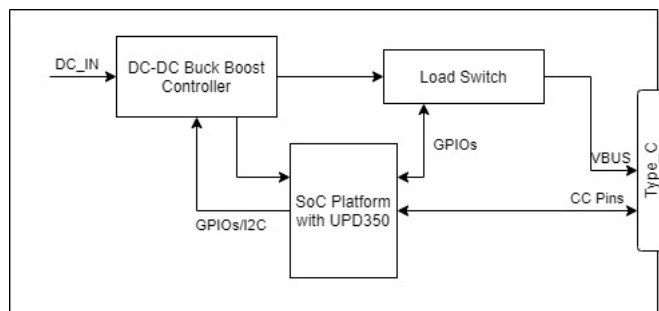 DC_IN
DC-DC Buck Boost
Controller
Load Switch
GPIOs
VBUS
Type_C
SoC Platform
with UPD350
CC Pins
GPIOs/I2C